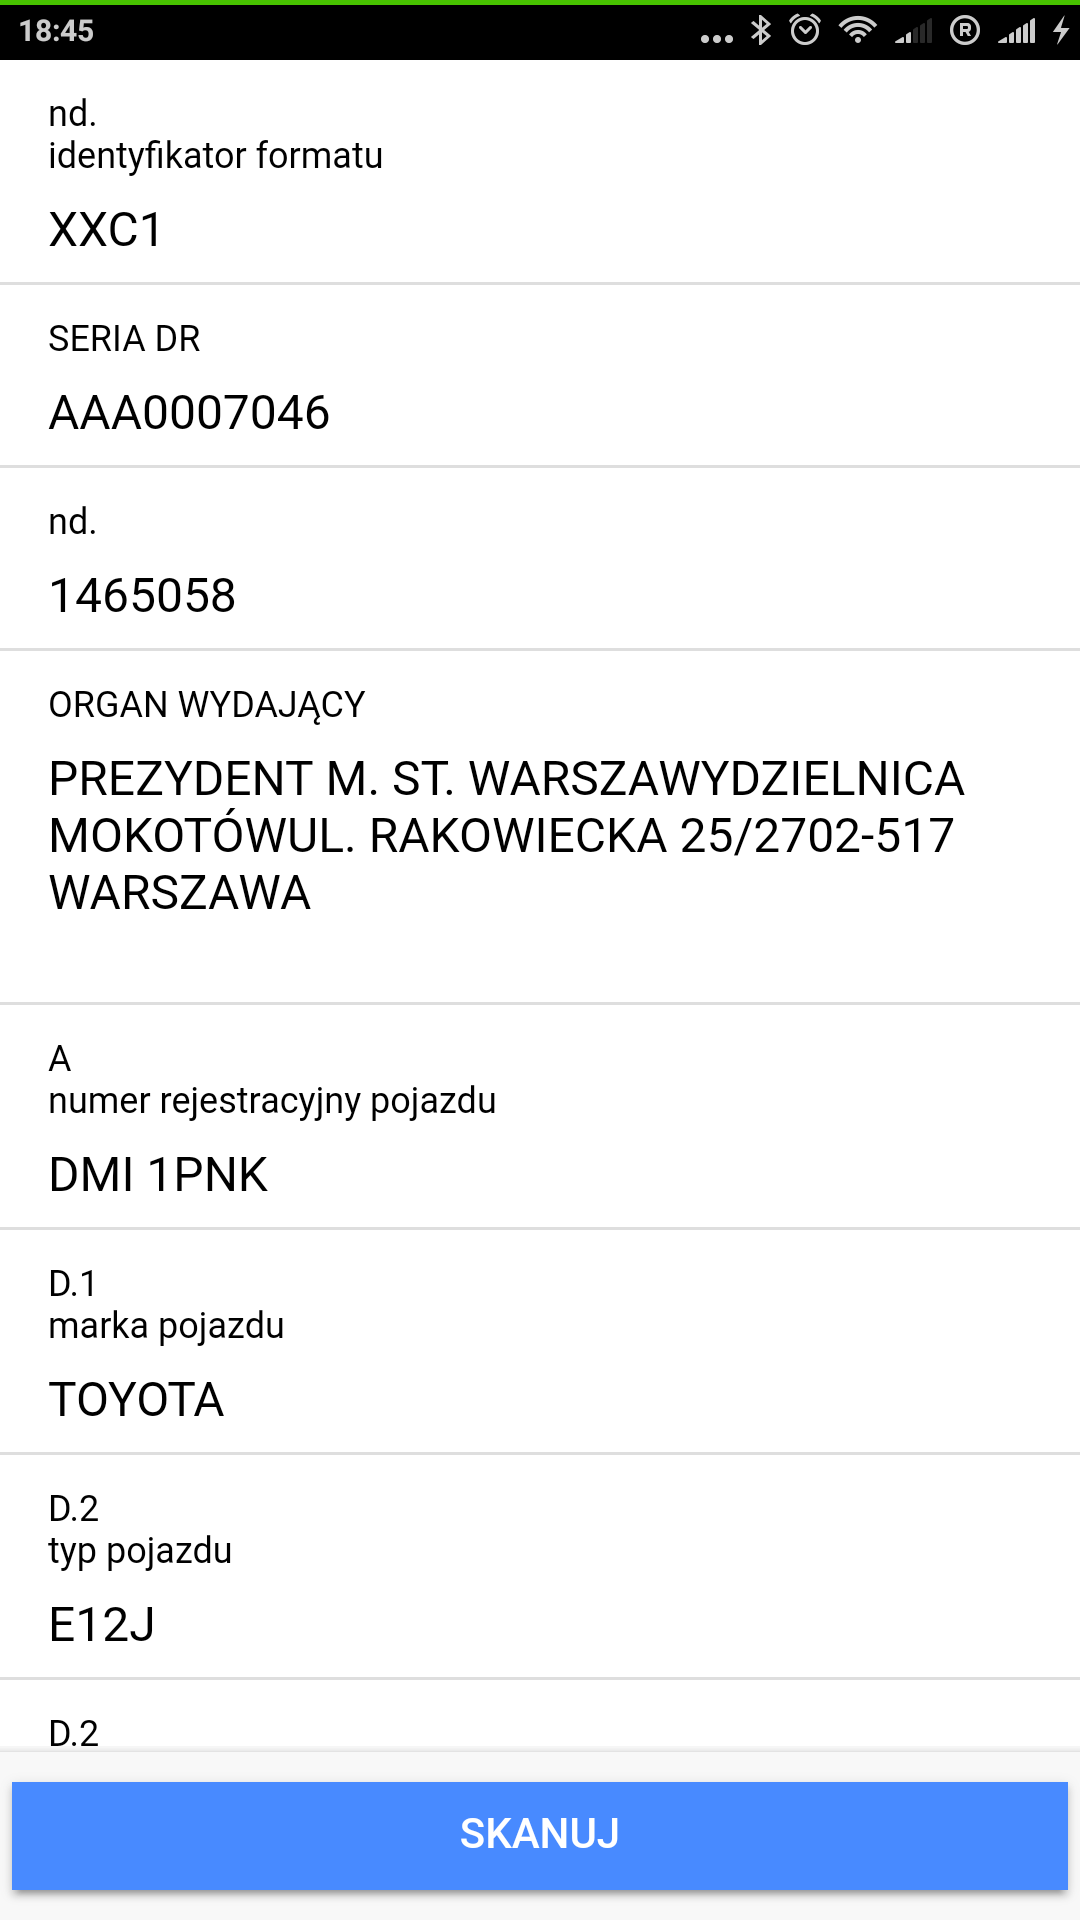 18:45
nd.
identyfikator formatu
XXC1
SERIA DR
AAA0007046
nd.
1465058
ORGAN WYDAJĄCY
PREZYDENT M. ST. WARSZAWYDZIELNICA
MOKOTÓWUL. RAKOWIECKA 25/2702-517
WARSZAWA
A
numer rejestracyjny pojazdu
DMI 1PNK
D.1
marka pojazdu
TOYOTA
D.2
typ pojazdu
E12J
D.2
SKANUJ